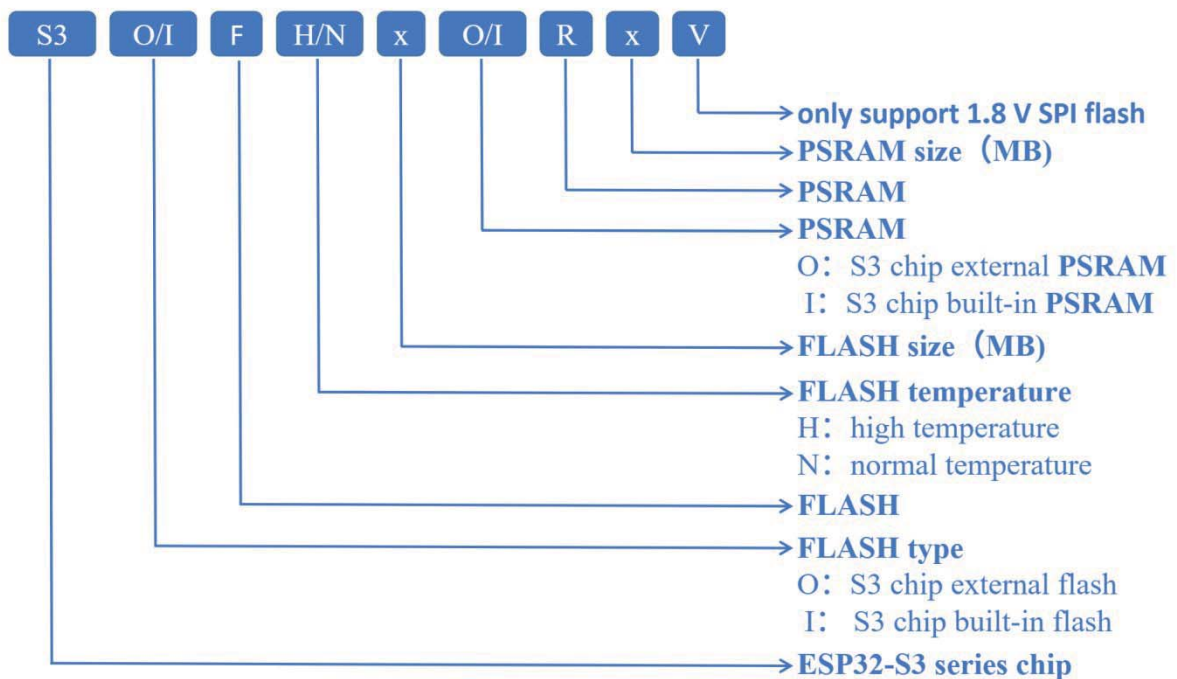 S3 O/I F H/N x O/I R x V
only support 1.8 V SPI flash
PSRAM size（MB)
PSRAM
PSRAM
O：S3 chip external PSRAM
I：S3 chip built-in PSRAM
FLASH size（MB)
FLASH temperature
H：high temperature
N：normal temperature
FLASH
FLASH type
O：S3 chip external flash
I：S3 chip built-in flash
ESP32-S3 series chip